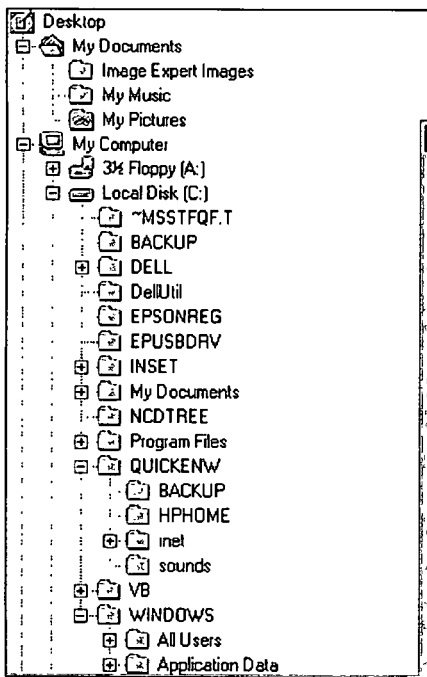 Desktop
My Documents
Image Expert Images
My Music
My Pictures
My Computer
3½ Floppy (A:)
Local Disk (C:)
~MSSTFQF.T
BACKUP
DELL
DellUtil
EPSONREG
EPUSBDRV
INSET
My Documents
NCDTREE
Program Files
QUICKENW
BACKUP
HPHOME
inet
sounds
VB
WINDOWS
All Users
Application Data